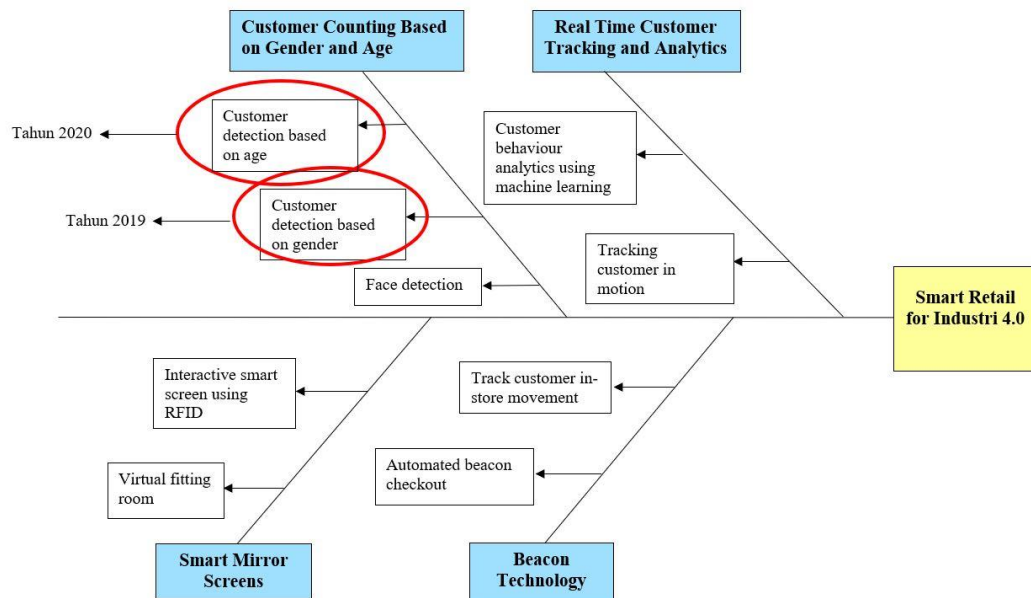 Customer Counting Based
on Gender and Age
Real Time Customer
Tracking and Analytics
Tahun 2020
Customer
detection based
on age
Customer
behaviour
analytics using
machine learning
Tahun 2019
Customer
detection based
on gender
Tracking
customer in
motion
Face detection
Smart Retail
for Industri 4.0
Interactive smart
screen using
RFID
Track customer in-
store movement
Virtual fitting
room
Automated beacon
checkout
Smart Mirror
Screens
Beacon
Technology